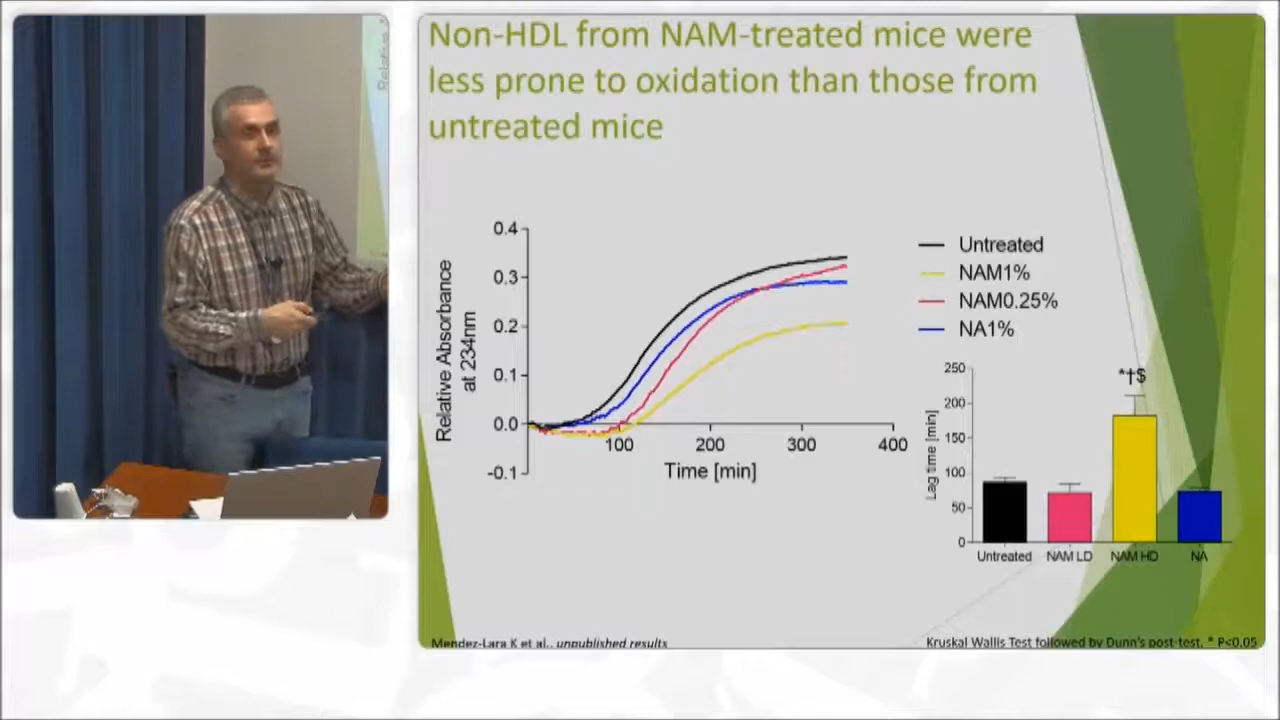 Non-HDL from NAM-treated mice were
less prone to oxidation than those from
untreated mice
0.4
0.3
0.2
0.1
0.0
-0.1
Relative Absorbance
at 234nm
100
200
300
400
Time [min]
Untreated
NAM1%
NAM0.25%
NA1%
250
200
150
100
50
0
Lag time [min]
*†$
Untreated
NAM LD
NAM HD
NA
Mendez-Lara K et al., unpublished results
Kruskal Wallis Test followed by Dunn's post-test. * P<0.05
Relative